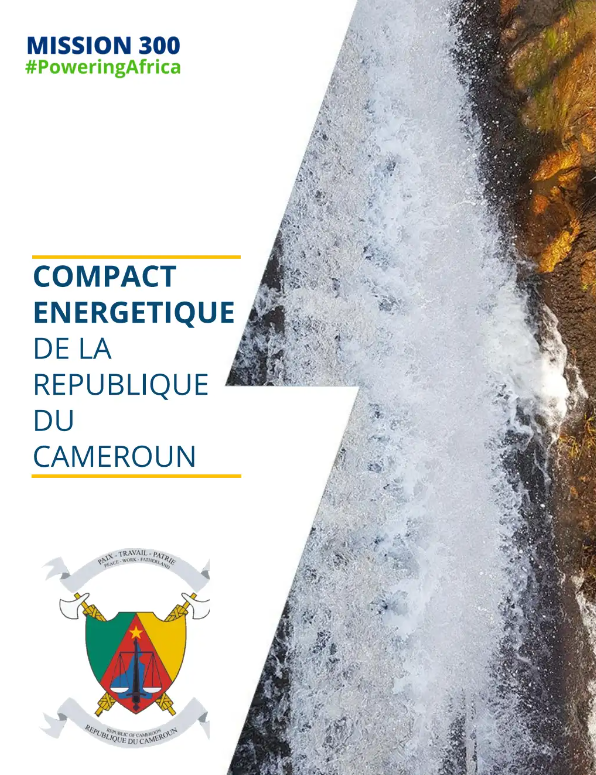 MISSION 300
#PoweringAfrica
COMPACT
ENERGETIQUE
DE LA
REPUBLIQUE
DU
CAMEROUN
PAIX - TRAVAIL - PATRIE
PEACE - WORK - FATHERLAND
REPUBLIC OF CAMEROON
REPUBLIQUE DU CAMEROUN